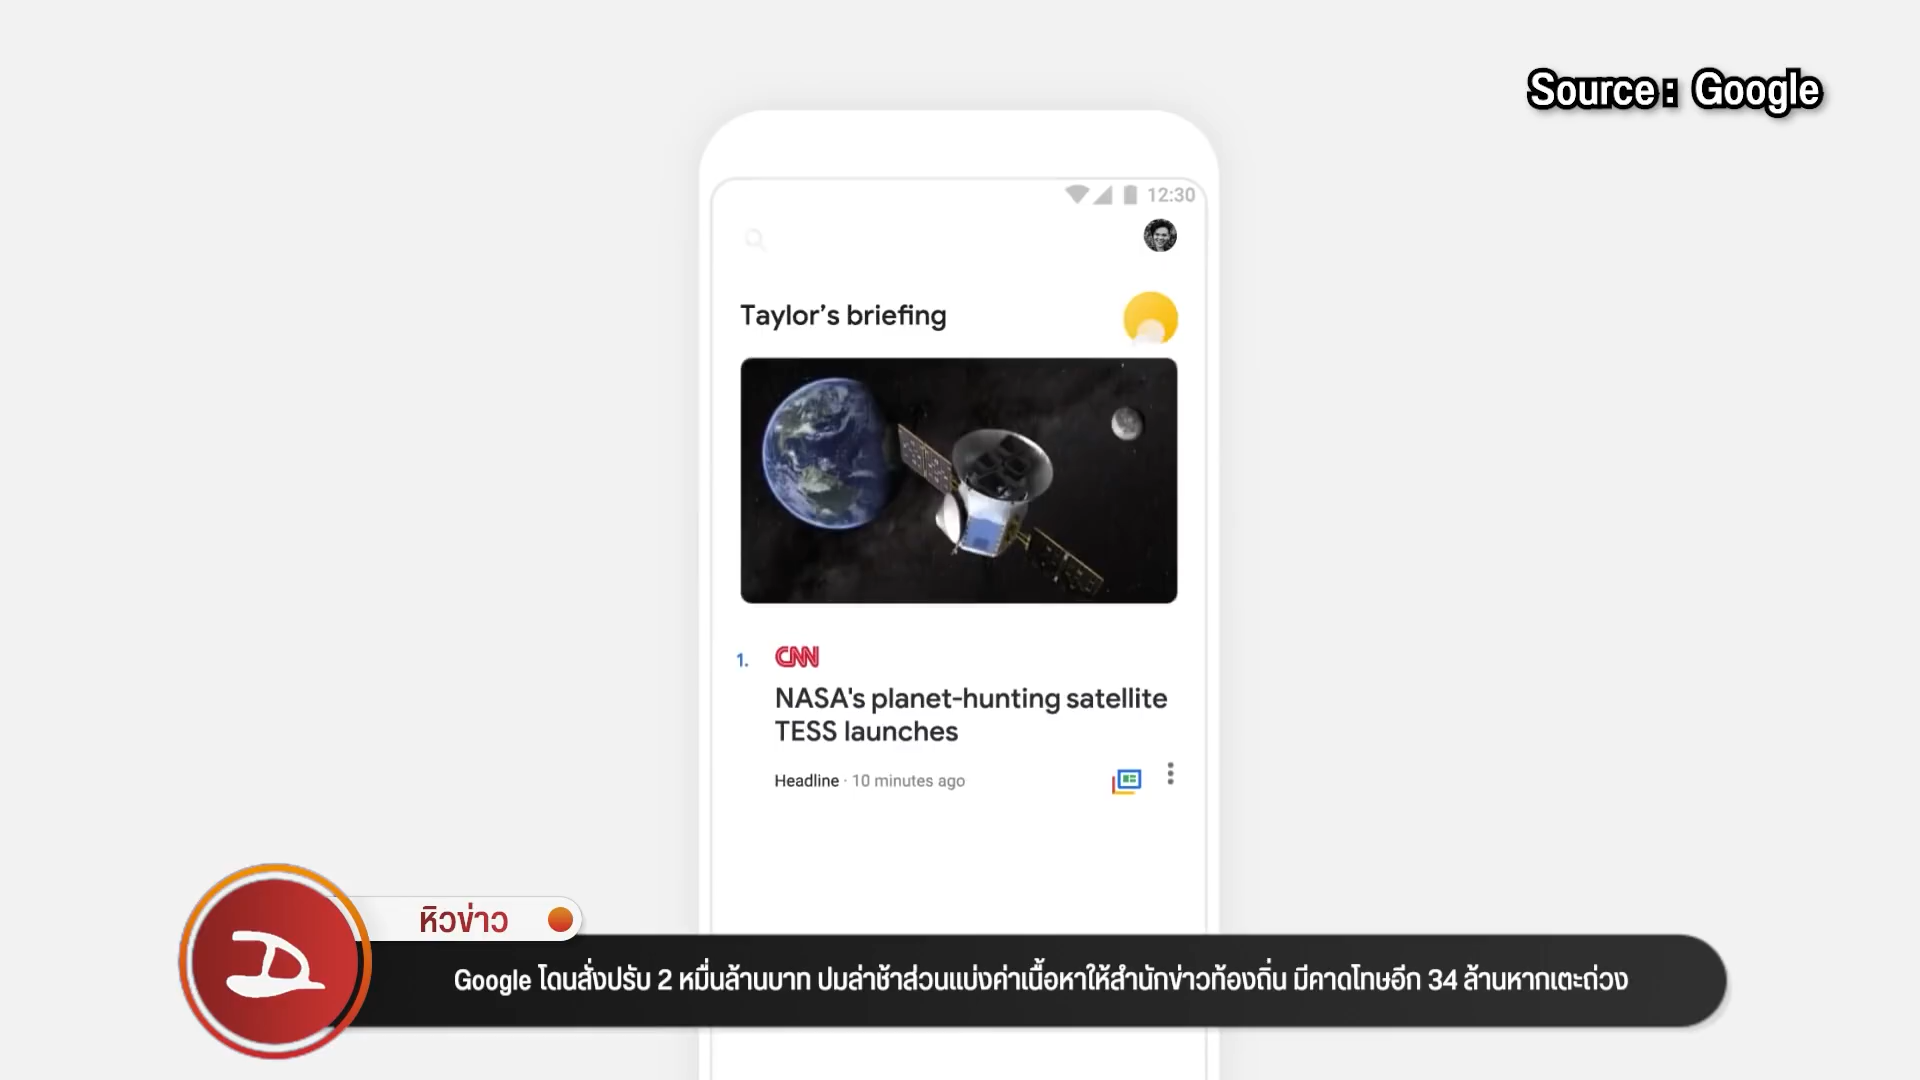 Source: Google
12:30
Taylor’s briefing
1.
CNN
NASA's planet-hunting satellite
TESS launches
Headline · 10 minutes ago
หิวข่าว
Google โดนสั่งปรับ 2 หมื่นล้านบาท ปมล่าช้าส่วนแบ่งค่าเนื้อหาให้สำนักข่าวท้องถิ่น มีคาดโทษอีก 34 ล้านหากเตะถ่วง